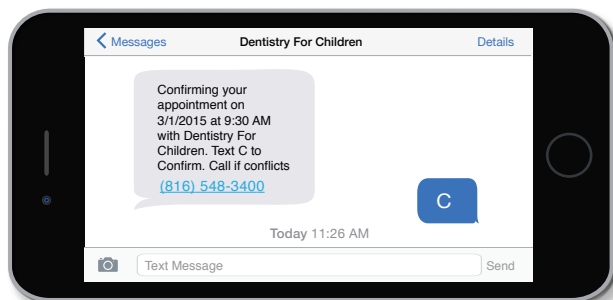 Messages
Dentistry For Children
Details
Confirming your
appointment on
3/1/2015 at 9:30 AM
with Dentistry For
Children. Text C to
Confirm. Call if conflicts
(816) 548-3400
C
Today 11:26 AM
Text Message
Send